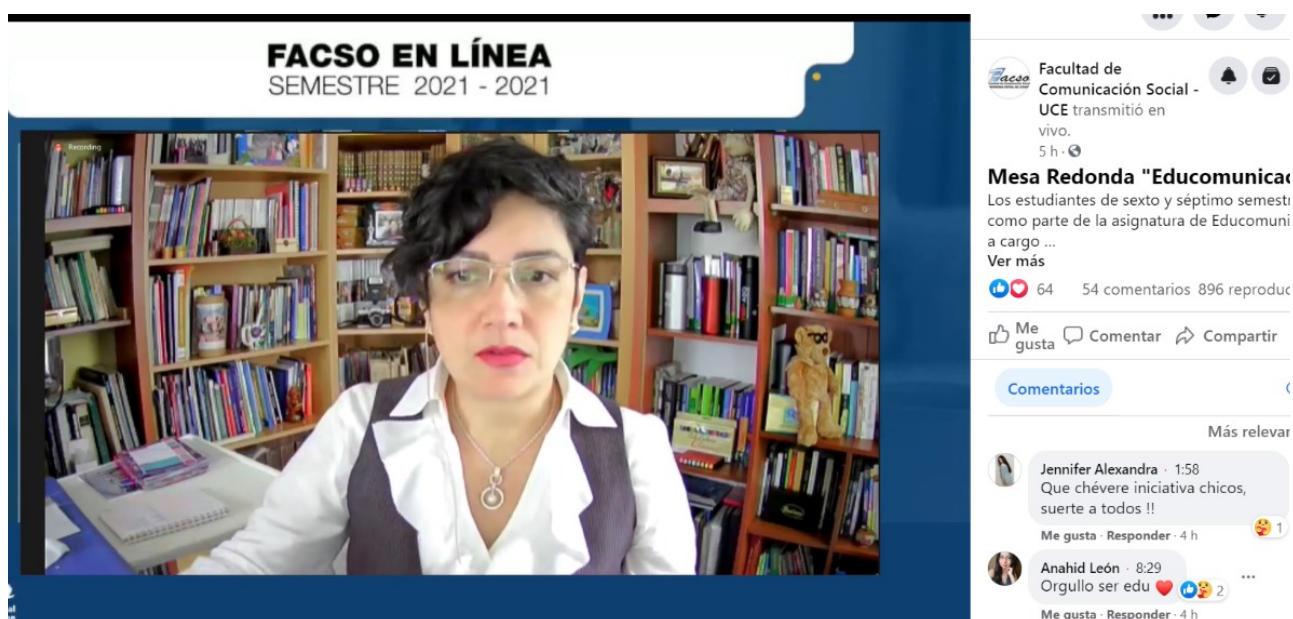 FACSO EN LÍNEA
SEMESTRE 2021 - 2021
Recording
Facso
Facultad de
Comunicación Social -
UCE transmitió en
vivo.
5 h ·
Mesa Redonda "Educomunicac
Los estudiantes de sexto y séptimo semestr
como parte de la asignatura de Educomuni
a cargo ...
Ver más
64 54 comentarios 896 reproduc
Me
gusta
Comentar
Compartir
Comentarios
Más relevan
Jennifer Alexandra · 1:58
Que chévere iniciativa chicos,
suerte a todos !!
1
Me gusta · Responder · 4 h
Anahid León · 8:29
Orgullo ser edu
2
Me gusta · Responder · 4 h